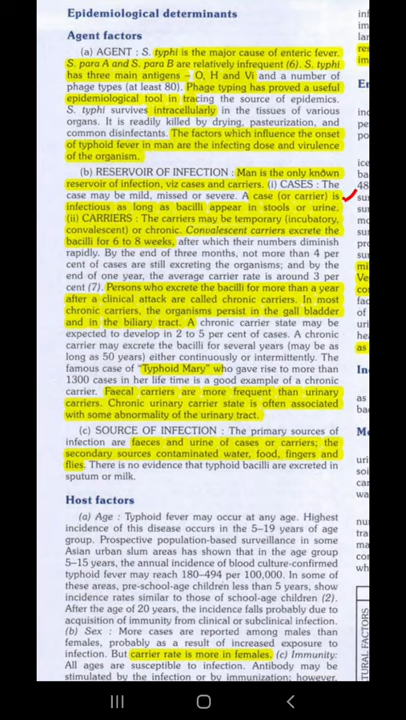 Epidemiological determinants
Agent factors
(a) AGENT : S. typhi is the major cause of enteric fever.
S. para A and S. para B are relatively infrequent (6). S. typhi
has three main antigens – O, H and Vi and a number of
phage types (at least 80). Phage typing has proved a useful
epidemiological tool in tracing the source of epidemics.
S. typhi survives intracellularly in the tissues of various
organs. It is readily killed by drying, pasteurization, and
common disinfectants. The factors which influence the onset
of typhoid fever in man are the infecting dose and virulence
of the organism.
(b) RESERVOIR OF INFECTION : Man is the only known
reservoir of infection, viz cases and carriers. (i) CASES : The
case may be mild, missed or severe. A case (or carrier) is
infectious as long as bacilli appear in stools or urine.
(ii) CARRIERS : The carriers may be temporary (incubatory,
convalescent) or chronic. Convalescent carriers excrete the
bacilli for 6 to 8 weeks, after which their numbers diminish
rapidly. By the end of three months, not more than 4 per
cent of cases are still excreting the organisms; and by the
end of one year, the average carrier rate is around 3 per
cent (7). Persons who excrete the bacilli for more than a year
after a clinical attack are called chronic carriers. In most
chronic carriers, the organisms persist in the gall bladder
and in the biliary tract. A chronic carrier state may be
expected to develop in 2 to 5 per cent of cases. A chronic
carrier may excrete the bacilli for several years (may be as
long as 50 years) either continuously or intermittently. The
famous case of "Typhoid Mary" who gave rise to more than
1300 cases in her life time is a good example of a chronic
carrier. Faecal carriers are more frequent than urinary
carriers. Chronic urinary carrier state is often associated
with some abnormality of the urinary tract.
(c) SOURCE OF INFECTION : The primary sources of
infection are faeces and urine of cases or carriers; the
secondary sources contaminated water, food, fingers and
flies. There is no evidence that typhoid bacilli are excreted in
sputum or milk.
Host factors
(a) Age : Typhoid fever may occur at any age. Highest
incidence of this disease occurs in the 5–19 years of age
group. Prospective population-based surveillance in some
Asian urban slum areas has shown that in the age group
5–15 years, the annual incidence of blood culture-confirmed
typhoid fever may reach 180–494 per 100,000. In some of
these areas, pre-school-age children less than 5 years, show
incidence rates similar to those of school-age children (2).
After the age of 20 years, the incidence falls probably due to
acquisition of immunity from clinical or subclinical infection.
(b) Sex : More cases are reported among males than
females, probably as a result of increased exposure to
infection. But carrier rate is more in females. (c) Immunity:
All ages are susceptible to infection. Antibody may be
stimulated by the infection or by immunization; however,